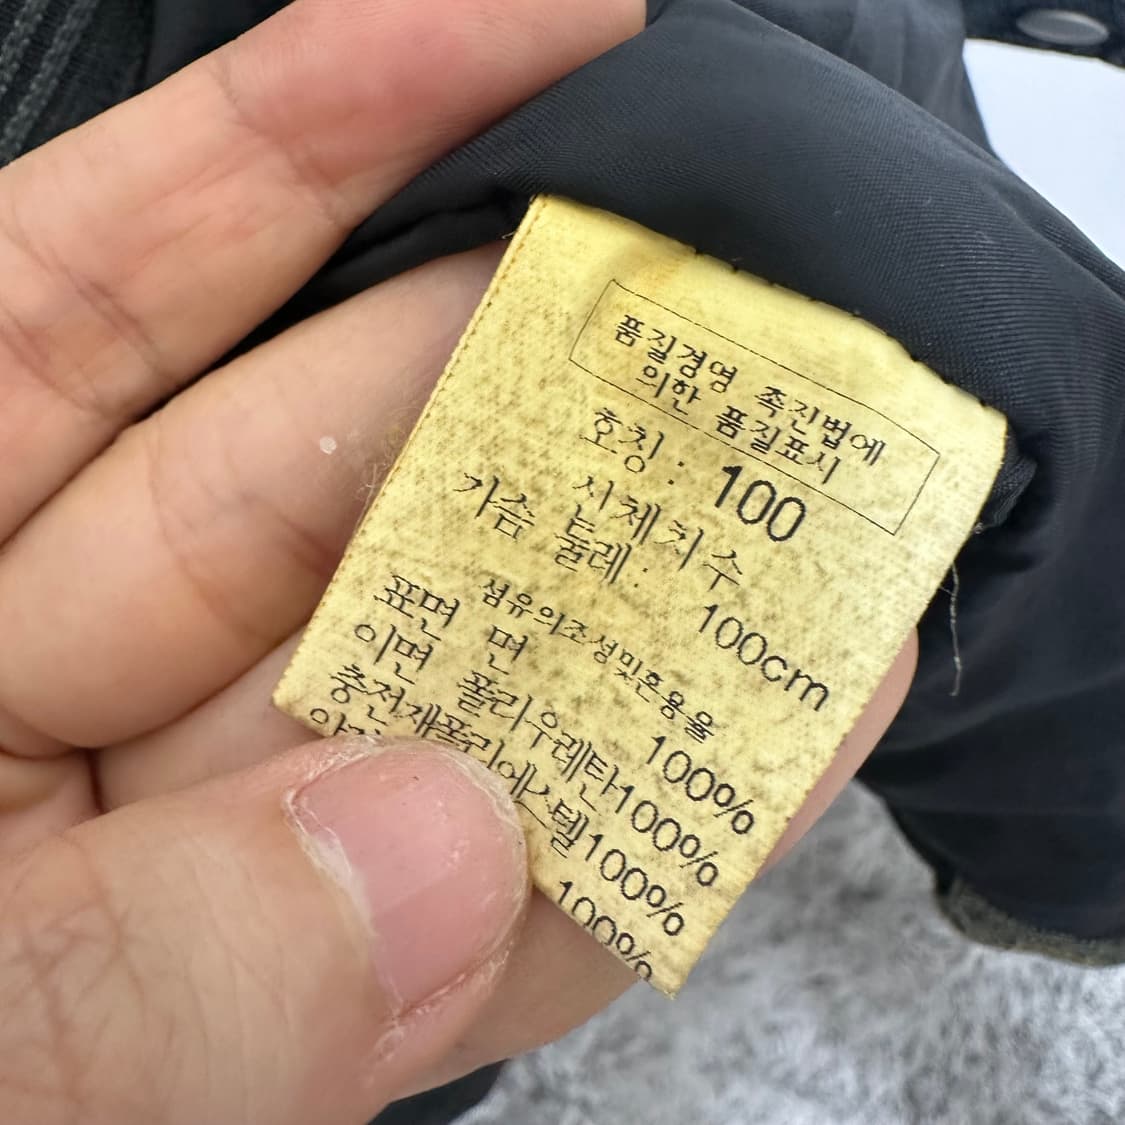 품질경영 촉진법에
의한 품질표시
호칭 : 100
신체치수
가슴 둘레: 100cm
섬유의조성및혼용율
표면 면 100%
이면 폴리우레탄100%
충전재폴리에스텔100%
100%